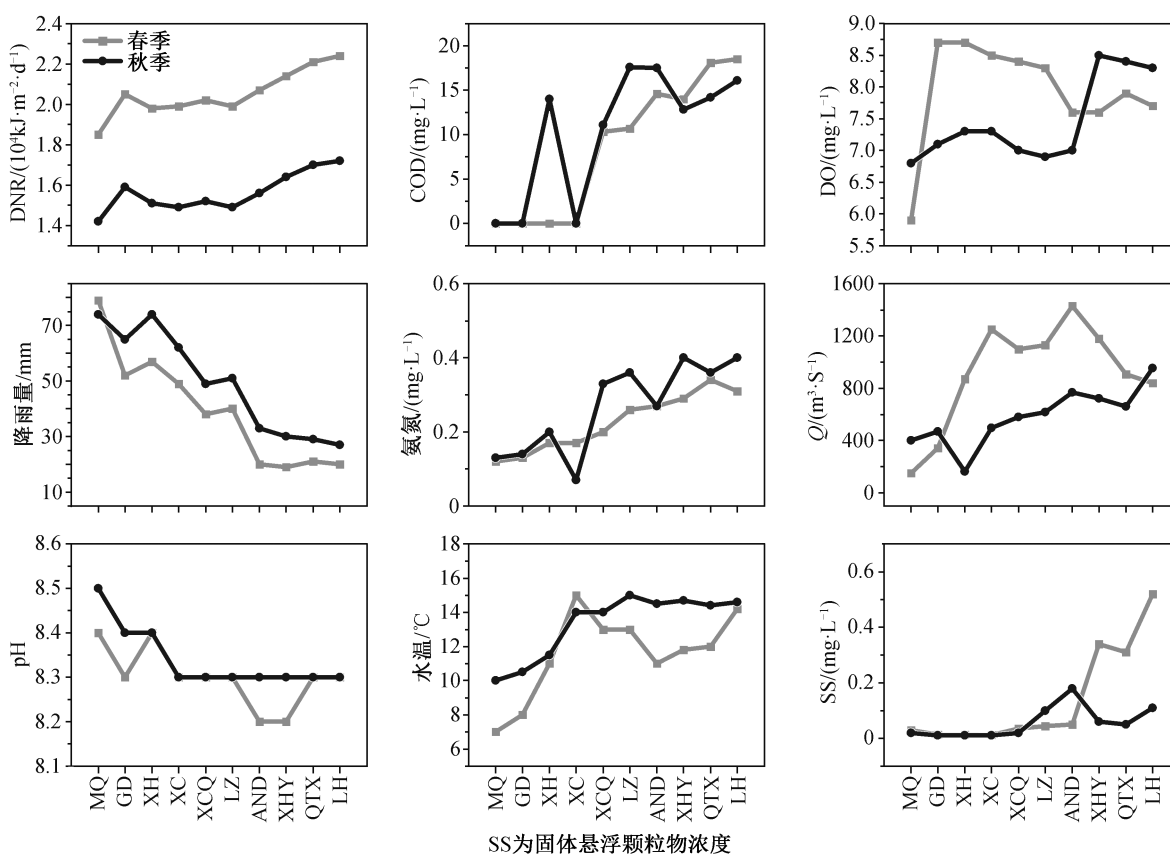 2.4
2.2
2.0
1.8
1.6
1.4
DNR/(10⁴kJ·m⁻²·d⁻¹)
春季
秋季
20
15
10
5
0
COD/(mg·L⁻¹)
9.0
8.5
8.0
7.5
7.0
6.5
6.0
5.5
DO/(mg·L⁻¹)
70
50
30
10
降雨量/mm
0.6
0.4
0.2
0
氨氮/(mg·L⁻¹)
1600
1200
800
400
0
Q/(m³·S⁻¹)
8.6
8.5
8.4
8.3
8.2
8.1
pH
MQ
GD
XH
XC
XCQ
LZ
AND
XHY
QTX
LH
18
16
14
12
10
8
6
水温/℃
MQ
GD
XH
XC
XCQ
LZ
AND
XHY
QTX
LH
0.6
0.4
0.2
0
SS/(mg·L⁻¹)
MQ
GD
XH
XC
XCQ
LZ
AND
XHY
QTX
LH
SS为固体悬浮颗粒物浓度